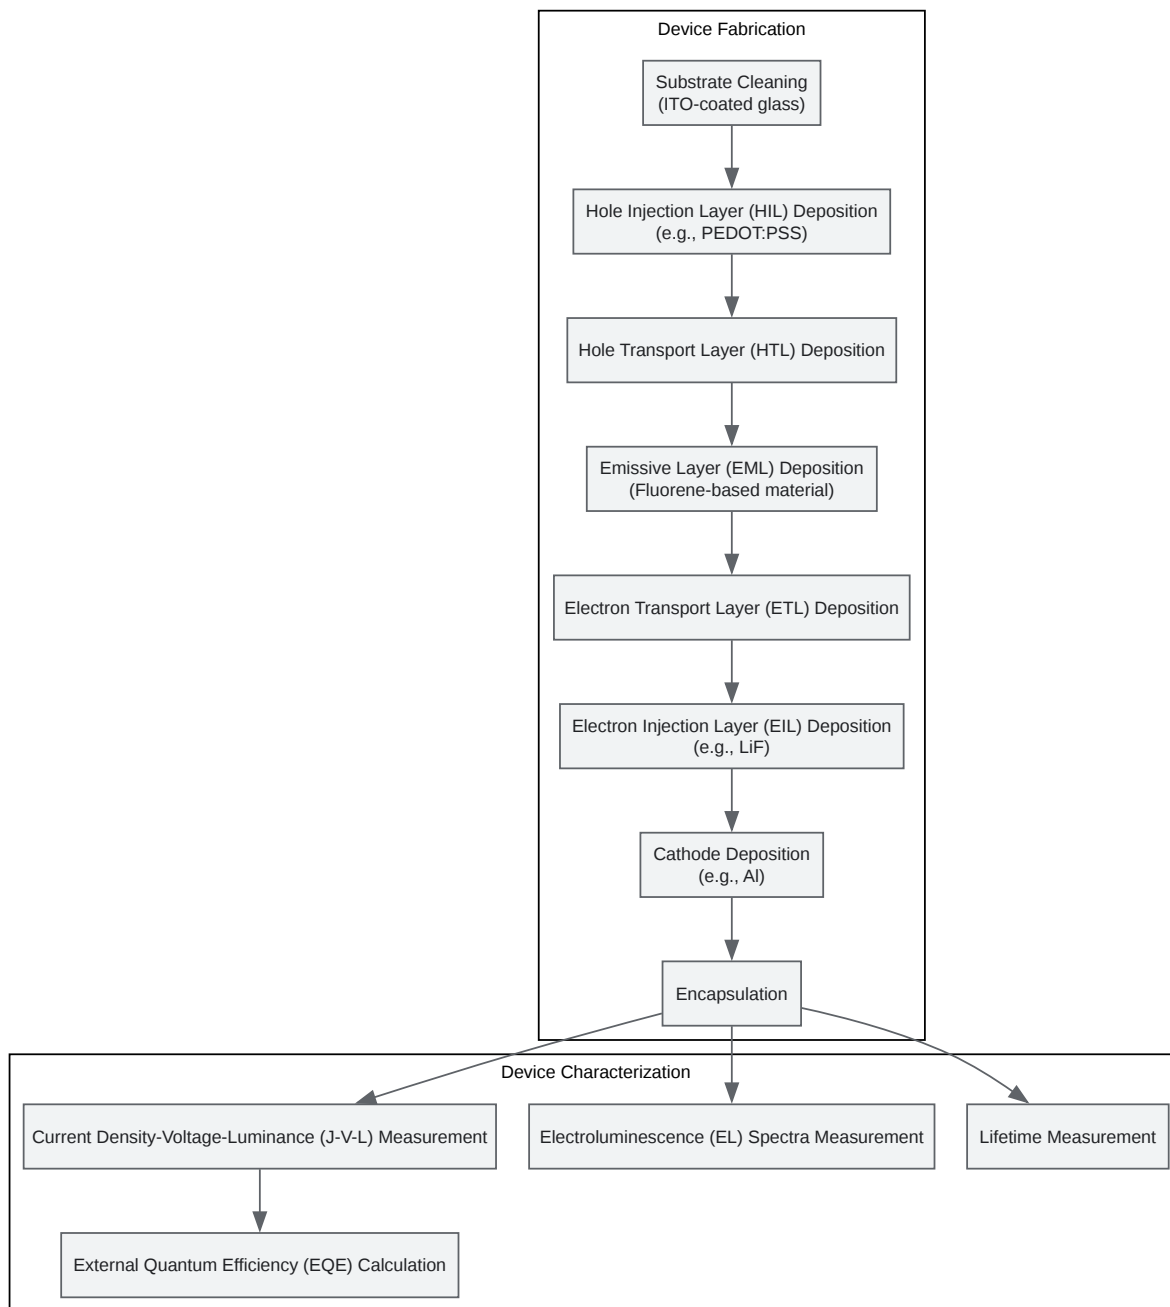 Device Fabrication
Substrate Cleaning
(ITO-coated glass)
Hole Injection Layer (HIL) Deposition
(e.g., PEDOT:PSS)
Hole Transport Layer (HTL) Deposition
Emissive Layer (EML) Deposition
(Fluorene-based material)
Electron Transport Layer (ETL) Deposition
Electron Injection Layer (EIL) Deposition
(e.g., LiF)
Cathode Deposition
(e.g., Al)
Encapsulation
Device Characterization
Current Density-Voltage-Luminance (J-V-L) Measurement
Electroluminescence (EL) Spectra Measurement
Lifetime Measurement
External Quantum Efficiency (EQE) Calculation